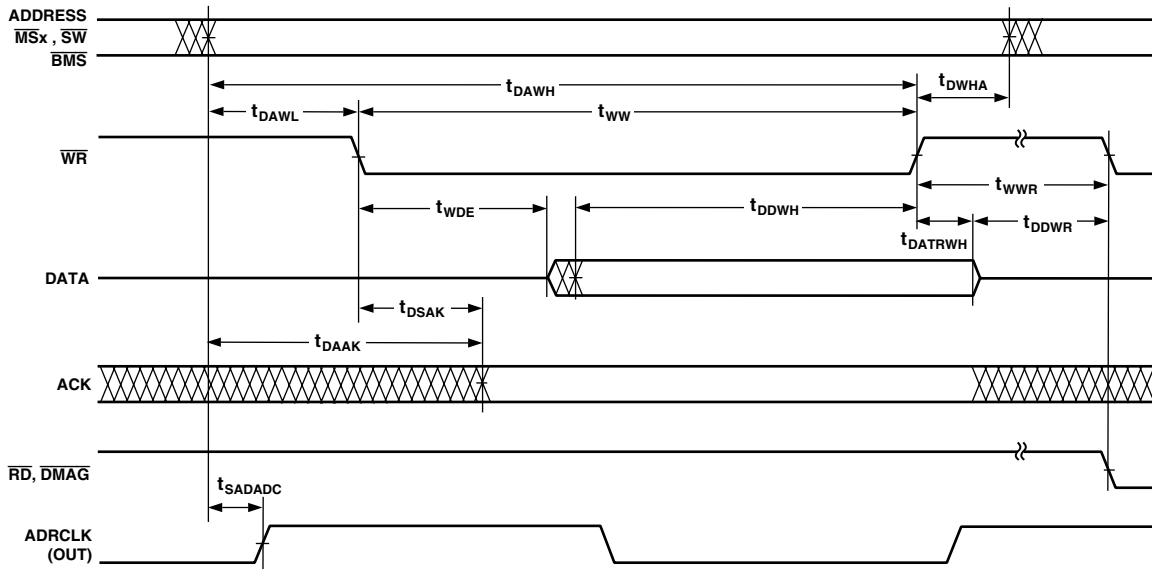 ADDRESS
MSx , SW
BMS
tDAWH
tDWHA
tDAWL
tWW
WR
tWWR
tWDE
tDDWH
tDATRWH
tDDWR
DATA
tDSAK
tDAAK
ACK
RD, DMAG
tSADADC
ADRCLK
(OUT)